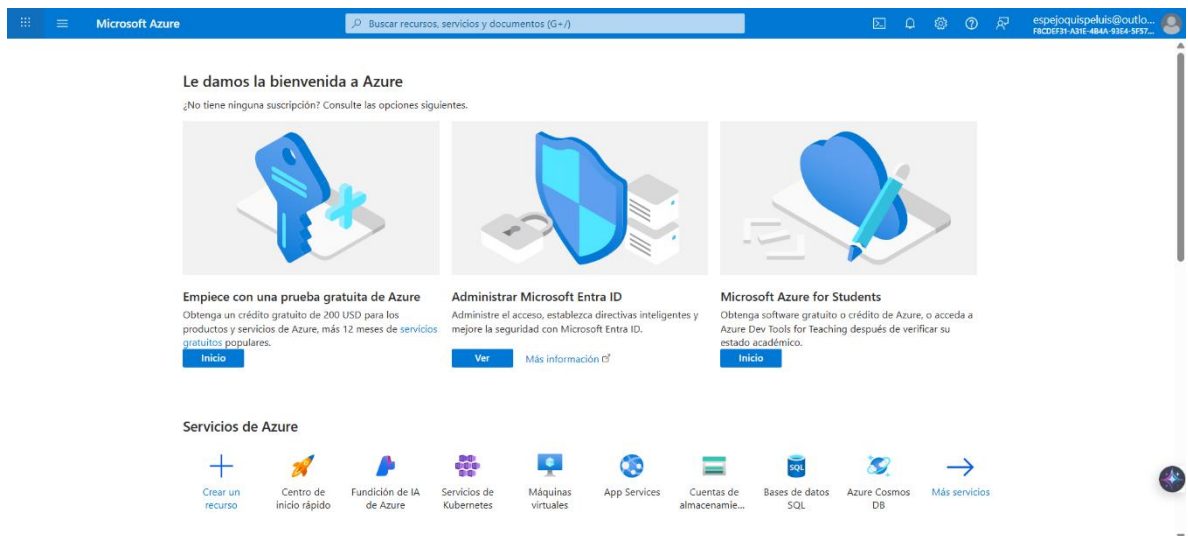 Microsoft Azure
Buscar recursos, servicios y documentos (G+/)
espejoquispeluis@outlo...
F8CDEF31-A31E-4B4A-93E4-5F57...
Le damos la bienvenida a Azure
¿No tiene ninguna suscripción? Consulte las opciones siguientes.
Empiece con una prueba gratuita de Azure
Obtenga un crédito gratuito de 200 USD para los
productos y servicios de Azure, más 12 meses de servicios
gratuitos populares.
Inicio
Administrar Microsoft Entra ID
Administre el acceso, establezca directivas inteligentes y
mejore la seguridad con Microsoft Entra ID.
Ver
Más información
Microsoft Azure for Students
Obtenga software gratuito o crédito de Azure, o acceda a
Azure Dev Tools for Teaching después de verificar su
estado académico.
Inicio
Servicios de Azure
Crear un
recurso
Centro de
inicio rápido
Fundición de IA
de Azure
Servicios de
Kubernetes
Máquinas
virtuales
App Services
Cuentas de
almacenamie...
SQL
Bases de datos
SQL
Azure Cosmos
DB
Más servicios